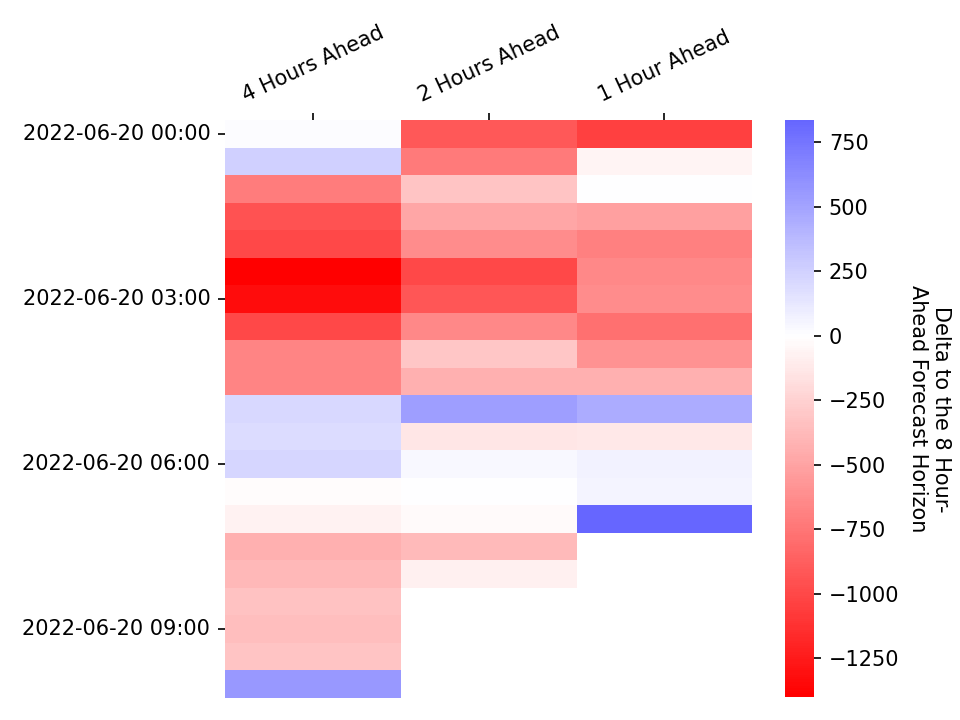 4 Hours Ahead
2 Hours Ahead
1 Hour Ahead
2022-06-20 00:00
2022-06-20 03:00
2022-06-20 06:00
2022-06-20 09:00
750
500
250
0
−250
−500
−750
−1000
−1250
Delta to the 8 Hour-
Ahead Forecast Horizon